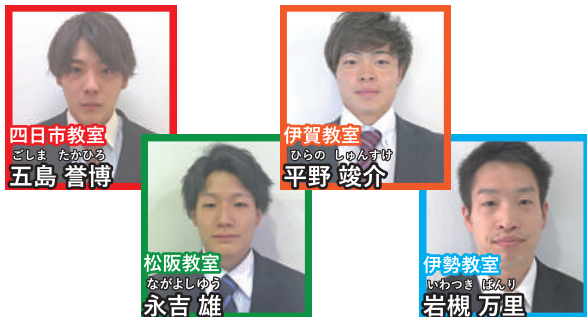 四日市教室
ごしま たかひろ
五島 誉博
伊賀教室
ひらの しゅんすけ
平野 竣介
松阪教室
ながよしゆう
永吉 雄
伊勢教室
いわつき ばんり
岩槻 万里